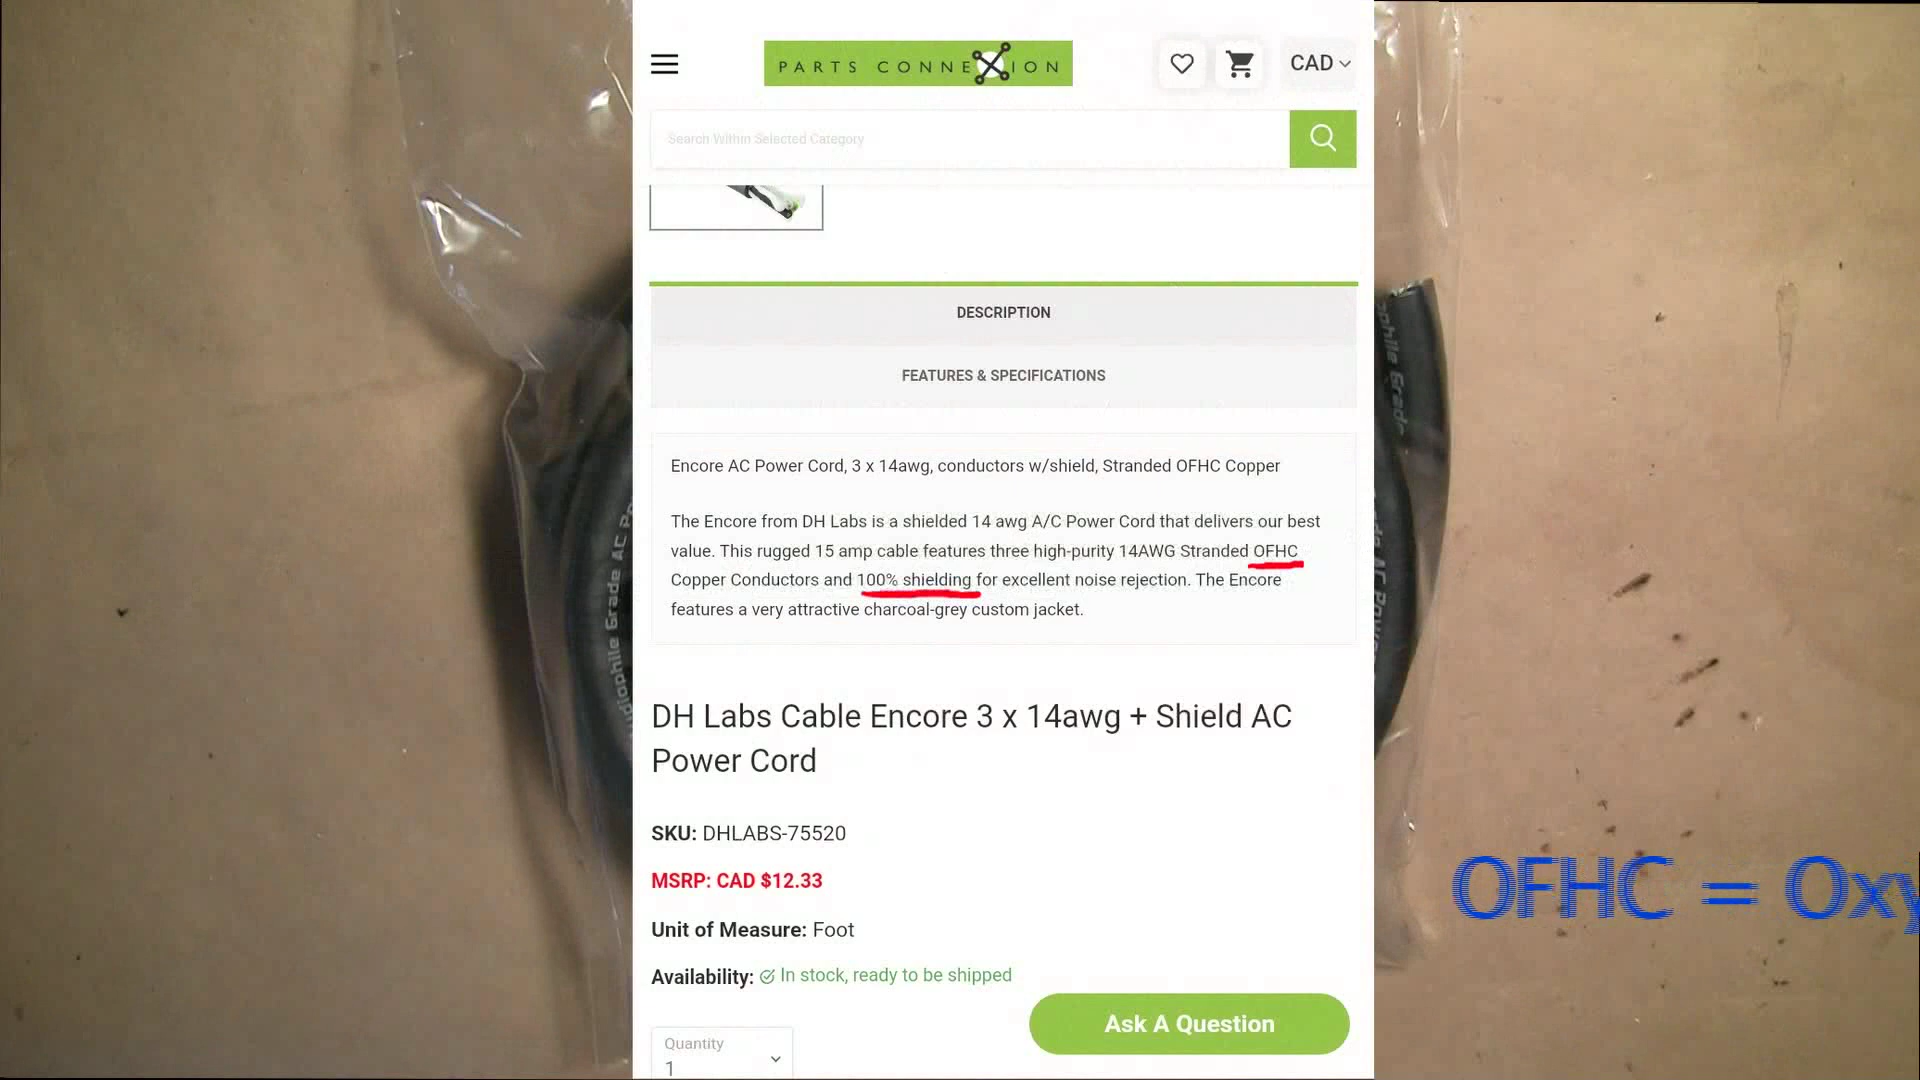 PARTS CONNEXION
CAD
Search Within Selected Category
DESCRIPTION
FEATURES & SPECIFICATIONS
Encore AC Power Cord, 3 x 14awg, conductors w/shield, Stranded OFHC Copper
The Encore from DH Labs is a shielded 14 awg A/C Power Cord that delivers our best
value. This rugged 15 amp cable features three high-purity 14AWG Stranded OFHC
Copper Conductors and 100% shielding for excellent noise rejection. The Encore
features a very attractive charcoal-grey custom jacket.
DH Labs Cable Encore 3 x 14awg + Shield AC
Power Cord
SKU: DHLABS-75520
MSRP: CAD $12.33
Unit of Measure: Foot
Availability: In stock, ready to be shipped
Ask A Question
Quantity
1
Grade AC
AC Power
OFHC = Oxy